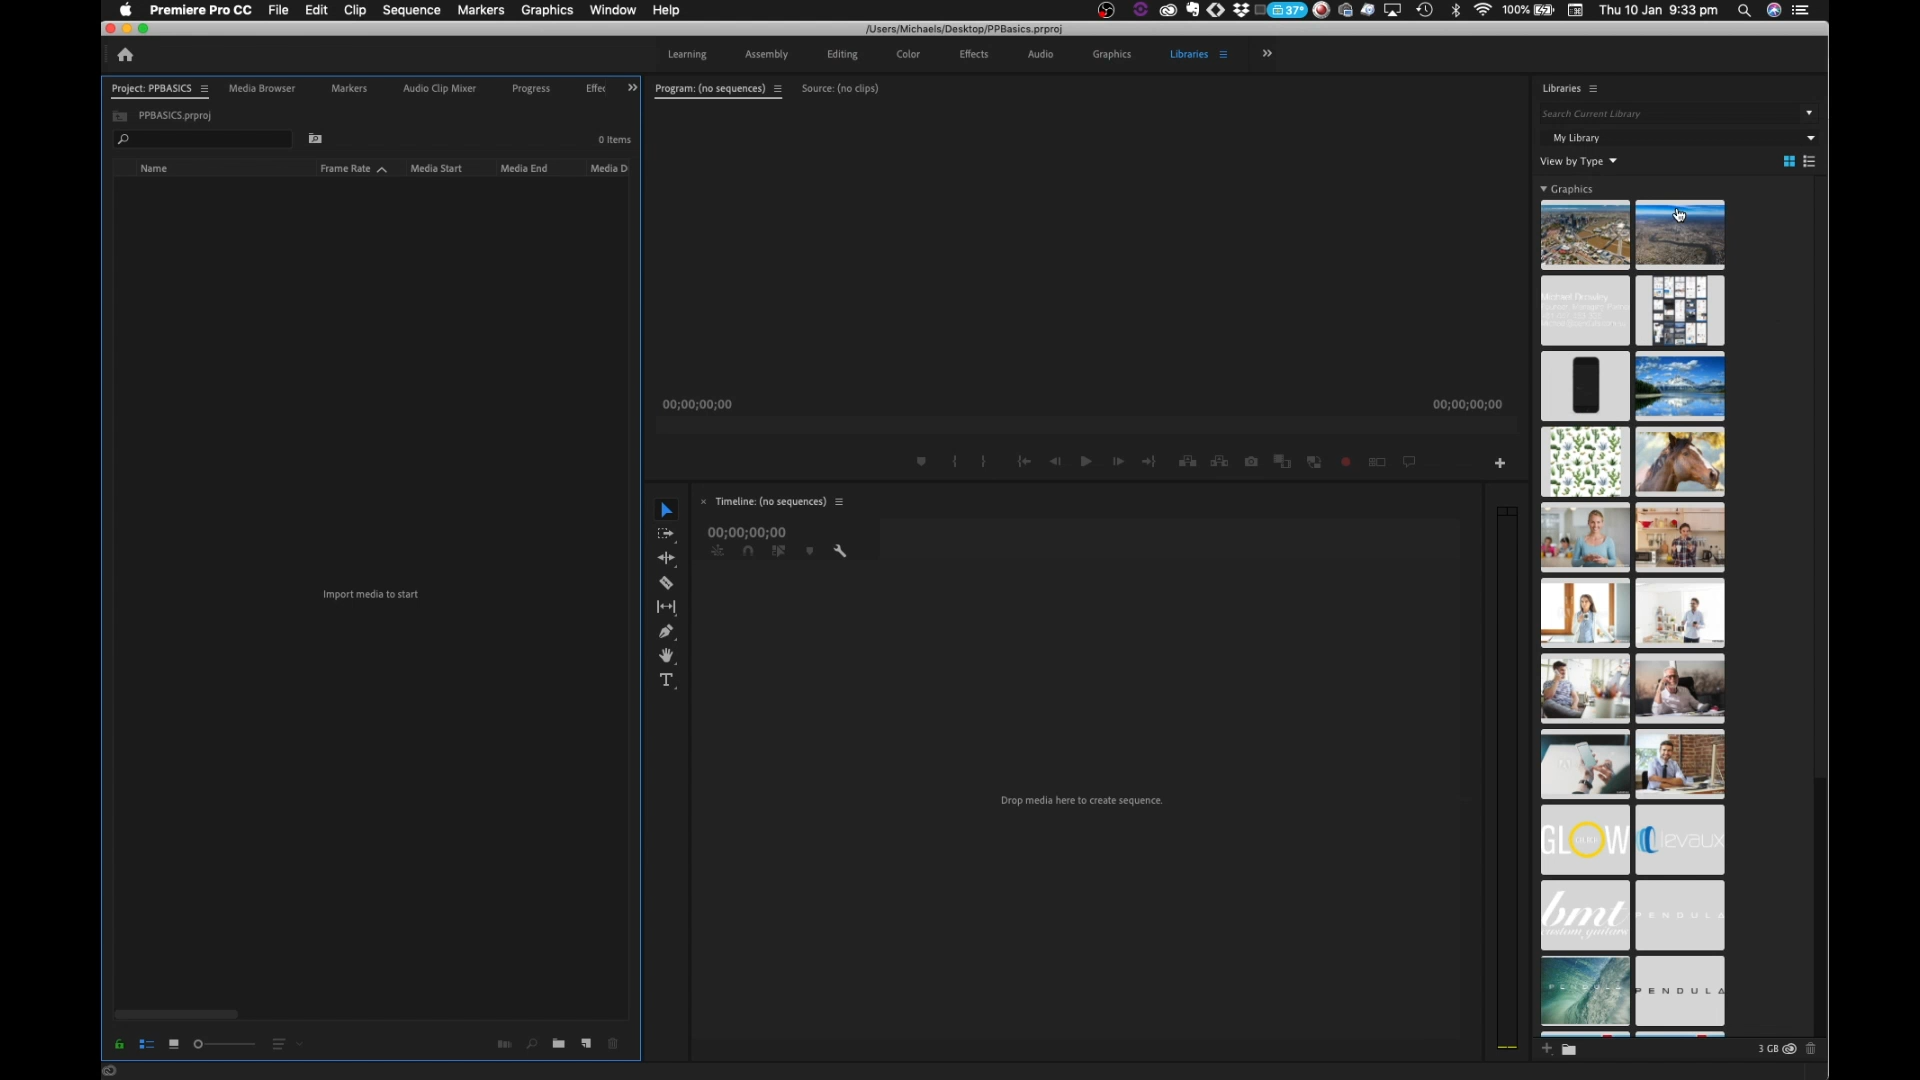 Premiere Pro CC File Edit Clip Sequence Markers Graphics Window Help 37° 100% Thu 10 Jan 9:33 pm
/Users/Michaels/Desktop/PPBasics.prproj
Learning Assembly Editing Color Effects Audio Graphics Libraries
Project: PPBASICS Media Browser Markers Audio Clip Mixer Progress Effec
Program: (no sequences) Source: (no clips)
Libraries
PPBASICS.prproj
Search Current Library
0 Items
My Library
View by Type
Name Frame Rate Media Start Media End Media D
Graphics
00;00;00;00 00;00;00;00
Timeline: (no sequences)
00;00;00;00
Import media to start
Drop media here to create sequence.
GLOW
levaux
bmt
custom guitars
PENDULA
PENDULA
3 GB